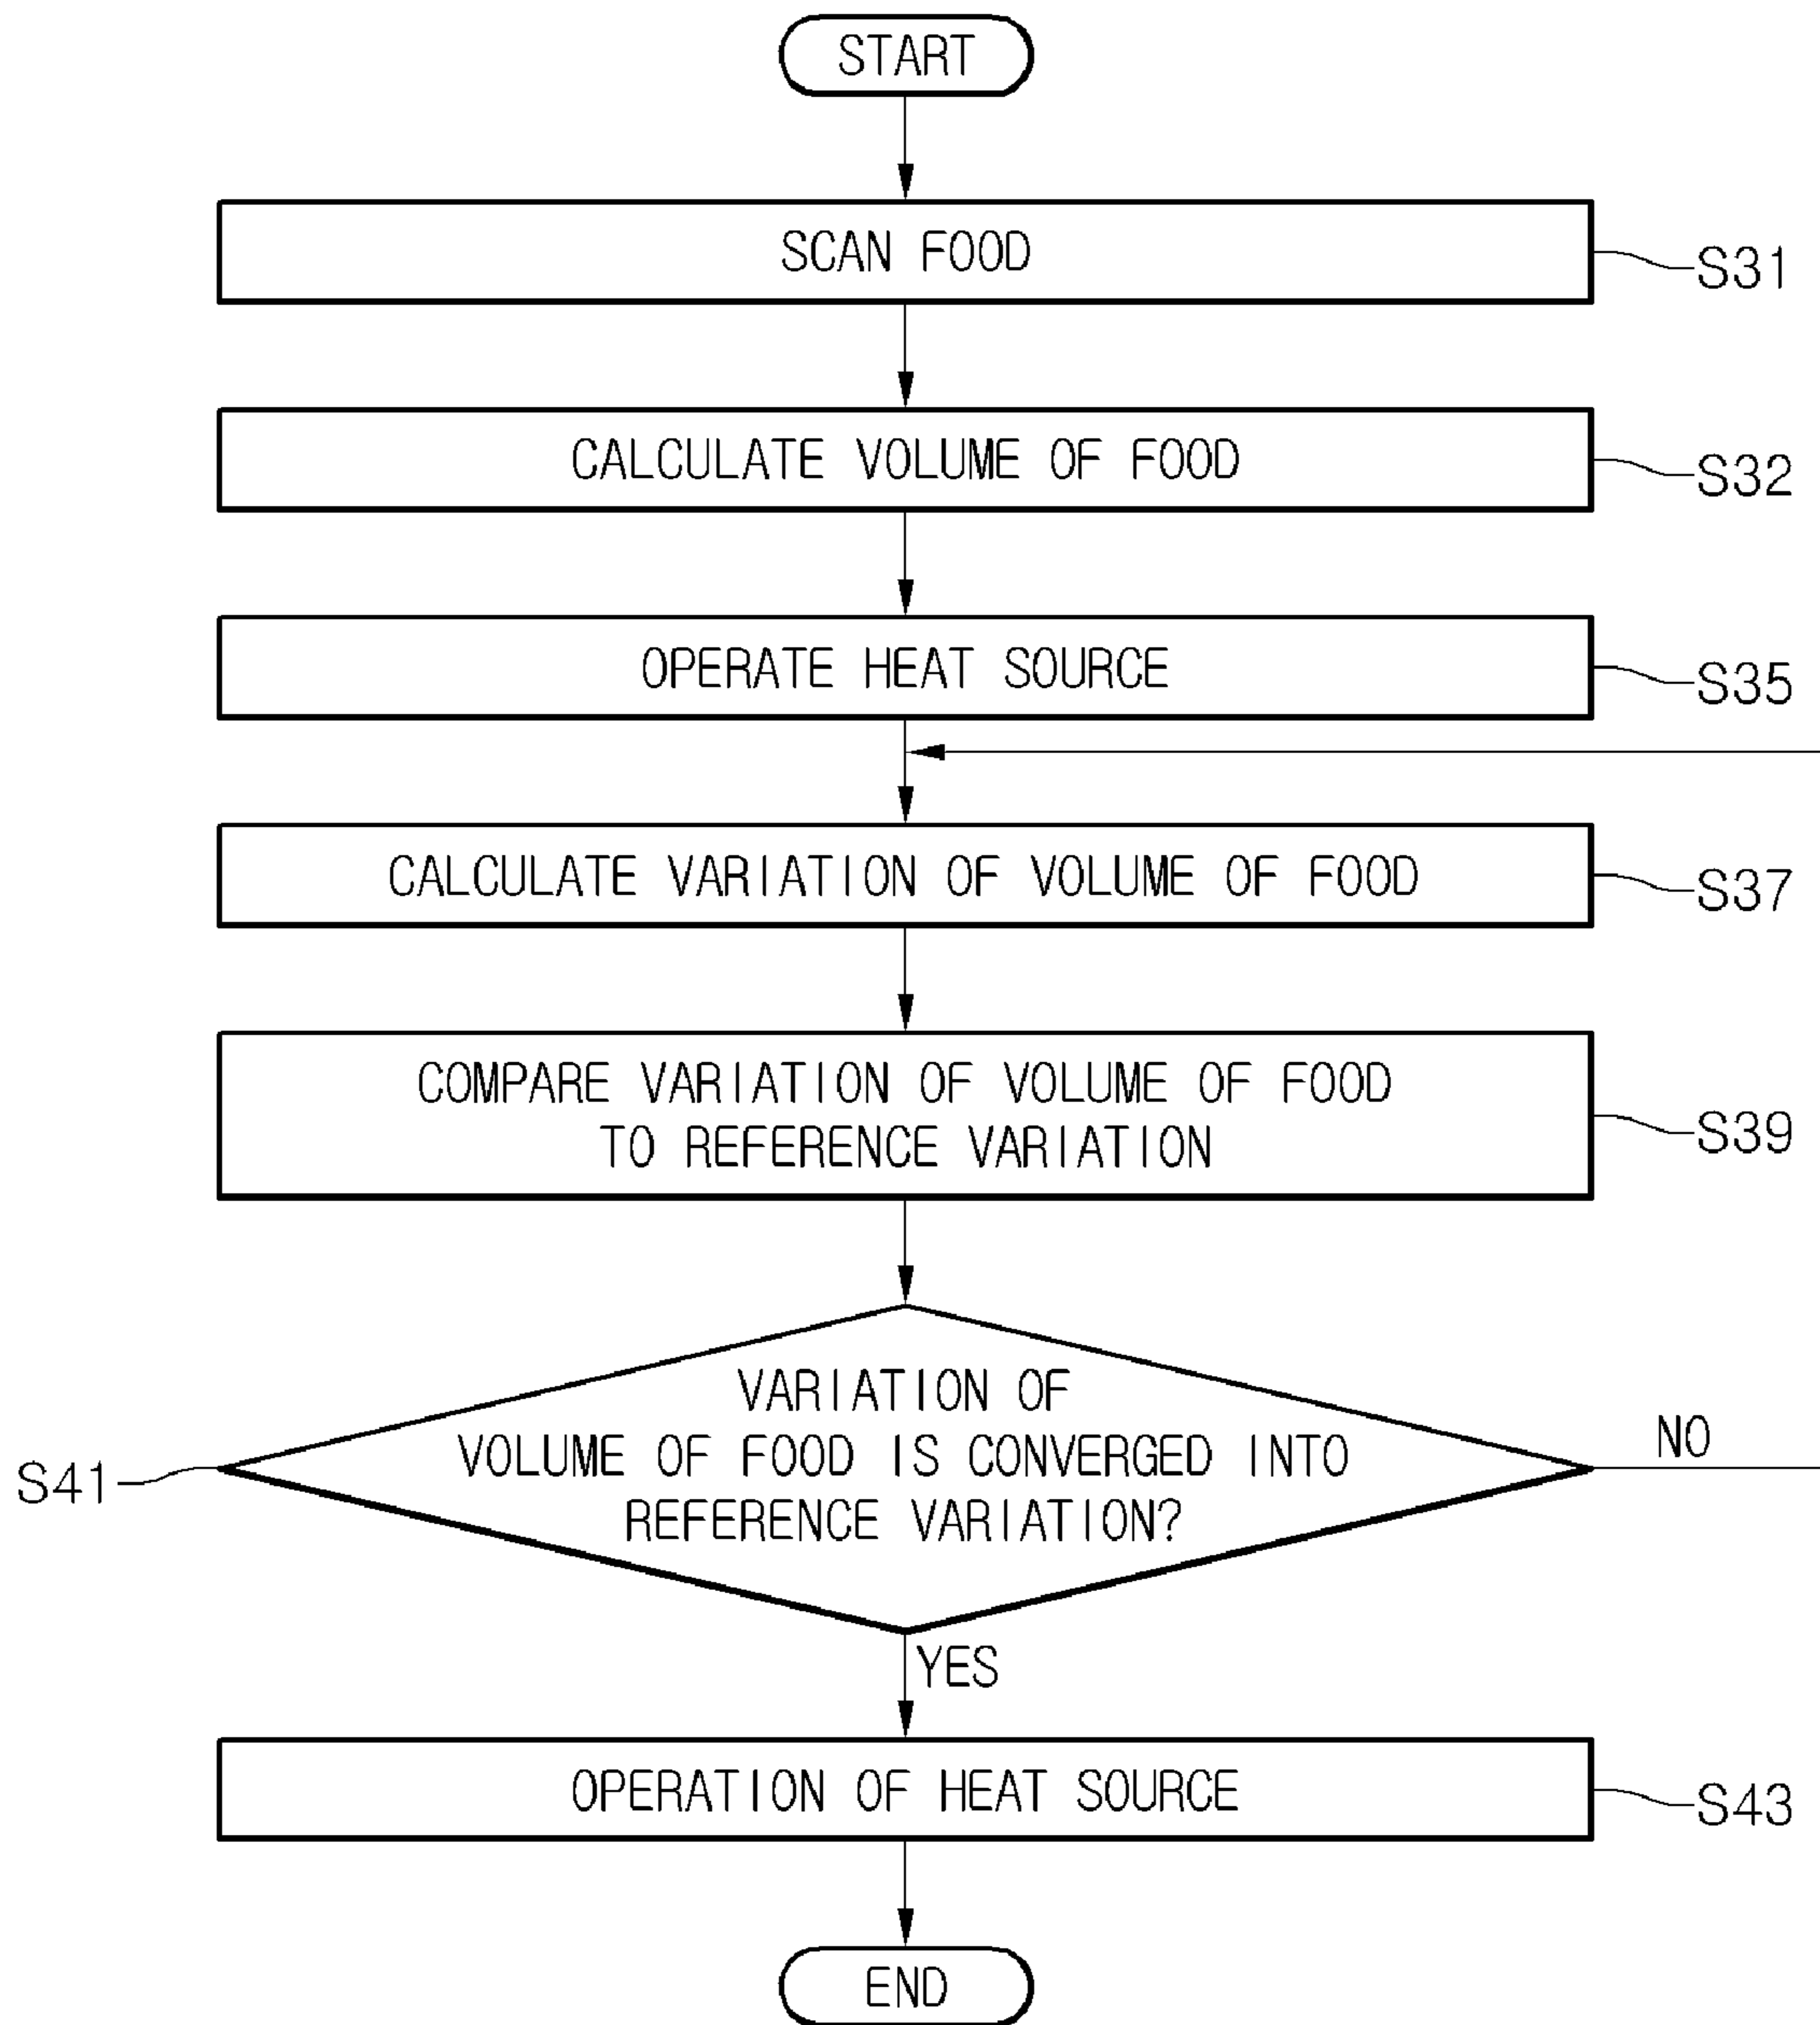 START
SCAN FOOD
S31
CALCULATE VOLUME OF FOOD
S32
OPERATE HEAT SOURCE
S35
CALCULATE VARIATION OF VOLUME OF FOOD
S37
COMPARE VARIATION OF VOLUME OF FOOD
TO REFERENCE VARIATION
S39
VARIATION OF
VOLUME OF FOOD IS CONVERGED INTO
REFERENCE VARIATION?
S41
NO
YES
OPERATION OF HEAT SOURCE
S43
END